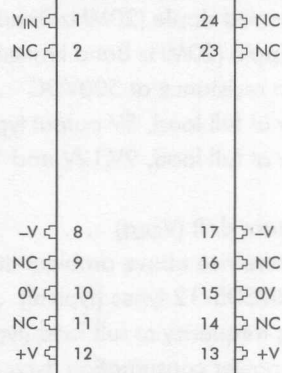 V_IN 1 24 NC
NC 2 23 NC
-V 8 17 -V
NC 9 16 NC
0V 10 15 0V
NC 11 14 NC
+V 12 13 +V